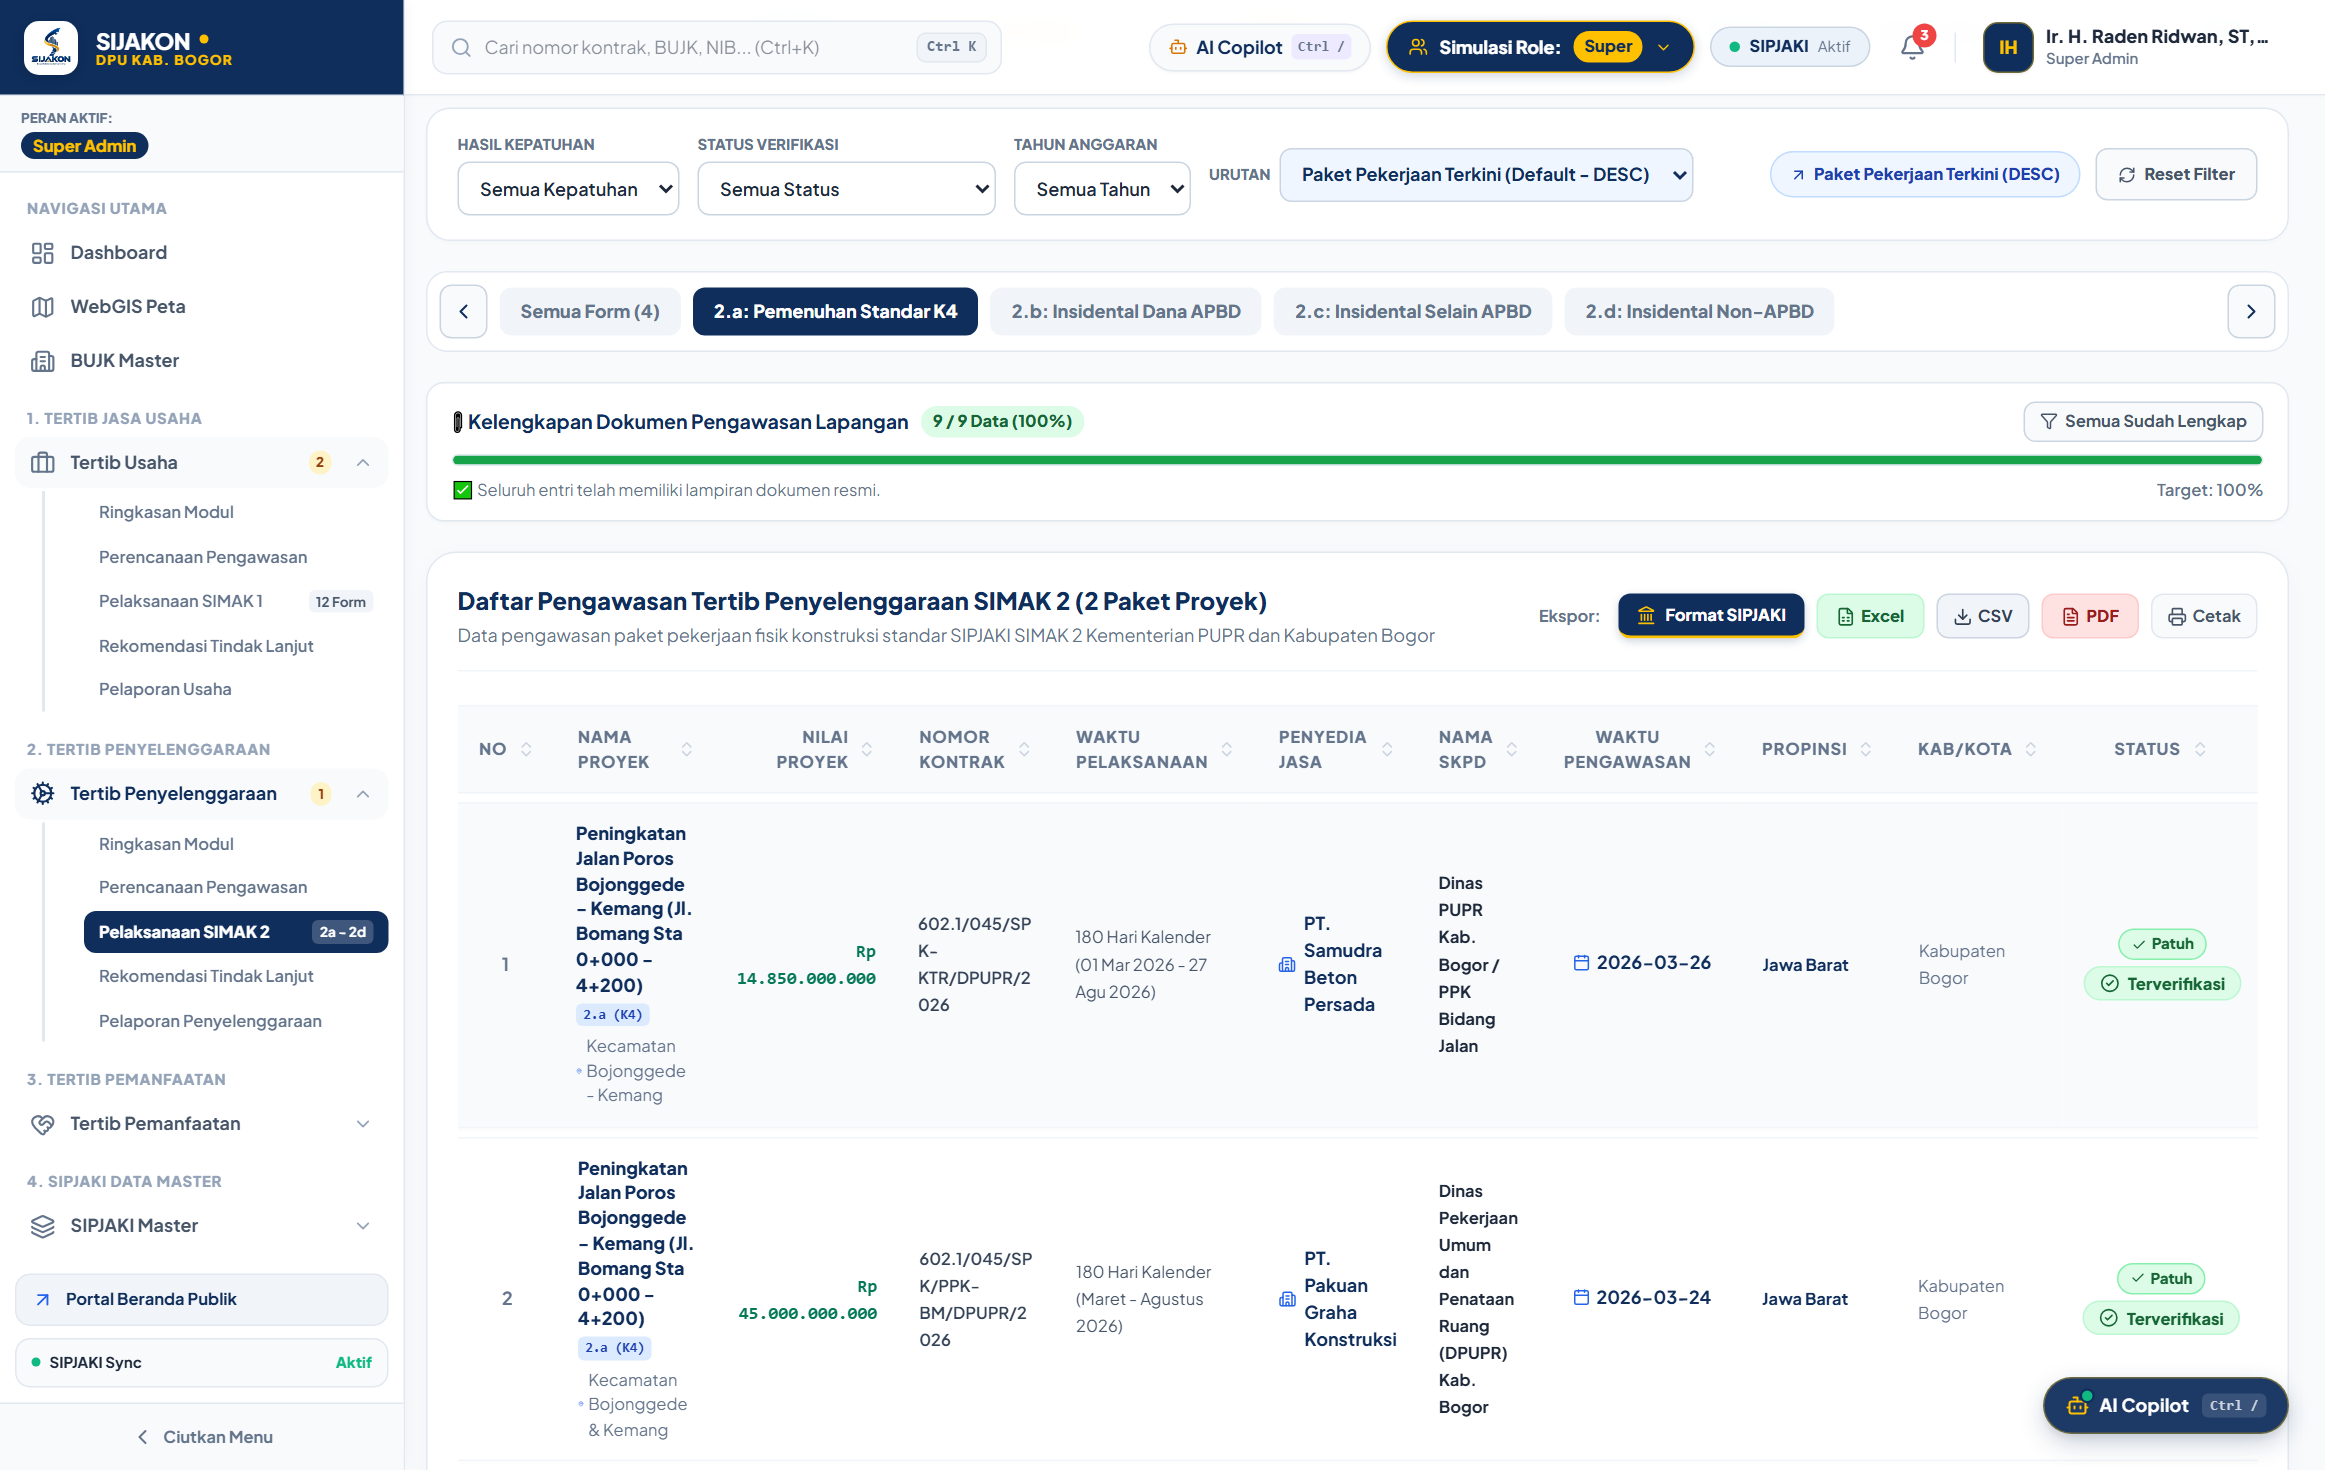 SIJAKON
DPU KAB. BOGOR
SIJAKON
Cari nomor kontrak, BUJK, NIB... (Ctrl+K)
Ctrl K
AI Copilot
Ctrl /
Simulasi Role:
Super
SIPJAKI Aktif
3
IH
Ir. H. Raden Ridwan, ST,...
Super Admin
PERAN AKTIF:
Super Admin
NAVIGASI UTAMA
Dashboard
WebGIS Peta
BUJK Master
1. TERTIB JASA USAHA
Tertib Usaha
2
Ringkasan Modul
Perencanaan Pengawasan
Pelaksanaan SIMAK 1
12 Form
Rekomendasi Tindak Lanjut
Pelaporan Usaha
2. TERTIB PENYELENGGARAAN
Tertib Penyelenggaraan
1
Ringkasan Modul
Perencanaan Pengawasan
Pelaksanaan SIMAK 2
2a - 2d
Rekomendasi Tindak Lanjut
Pelaporan Penyelenggaraan
3. TERTIB PEMANFAATAN
Tertib Pemanfaatan
4. SIPJAKI DATA MASTER
SIPJAKI Master
Portal Beranda Publik
SIPJAKI Sync
Aktif
Ciutkan Menu
HASIL KEPATUHAN
Semua Kepatuhan
STATUS VERIFIKASI
Semua Status
TAHUN ANGGARAN
Semua Tahun
URUTAN
Paket Pekerjaan Terkini (Default - DESC)
Paket Pekerjaan Terkini (DESC)
Reset Filter
Semua Form (4)
2.a: Pemenuhan Standar K4
2.b: Insidental Dana APBD
2.c: Insidental Selain APBD
2.d: Insidental Non-APBD
Kelengkapan Dokumen Pengawasan Lapangan
9 / 9 Data (100%)
Semua Sudah Lengkap
Seluruh entri telah memiliki lampiran dokumen resmi.
Target: 100%
Daftar Pengawasan Tertib Penyelenggaraan SIMAK 2 (2 Paket Proyek)
Data pengawasan paket pekerjaan fisik konstruksi standar SIPJAKI SIMAK 2 Kementerian PUPR dan Kabupaten Bogor
Ekspor:
Format SIPJAKI
Excel
CSV
PDF
Cetak
NO
NAMA
PROYEK
NILAI
PROYEK
NOMOR
KONTRAK
WAKTU
PELAKSANAAN
PENYEDIA
JASA
NAMA
SKPD
WAKTU
PENGAWASAN
PROPINSI
KAB/KOTA
STATUS
1
Peningkatan
Jalan Poros
Bojonggede
- Kemang (Jl.
Bomang Sta
0+000 -
4+200)
2.a (K4)
Kecamatan
Bojonggede
- Kemang
Rp
14.850.000.000
602.1/045/SP
K-
KTR/DPUPR/2
026
180 Hari Kalender
(01 Mar 2026 - 27
Agu 2026)
PT.
Samudra
Beton
Persada
Dinas
PUPR
Kab.
Bogor /
PPK
Bidang
Jalan
2026-03-26
Jawa Barat
Kabupaten
Bogor
Patuh
Terverifikasi
2
Peningkatan
Jalan Poros
Bojonggede
- Kemang (Jl.
Bomang Sta
0+000 -
4+200)
2.a (K4)
Kecamatan
Bojonggede
& Kemang
Rp
45.000.000.000
602.1/045/SP
K/PPK-
BM/DPUPR/2
026
180 Hari Kalender
(Maret - Agustus
2026)
PT.
Pakuan
Graha
Konstruksi
Dinas
Pekerjaan
Umum
dan
Penataan
Ruang
(DPUPR)
Kab.
Bogor
2026-03-24
Jawa Barat
Kabupaten
Bogor
Patuh
Terverifikasi
AI Copilot
Ctrl /